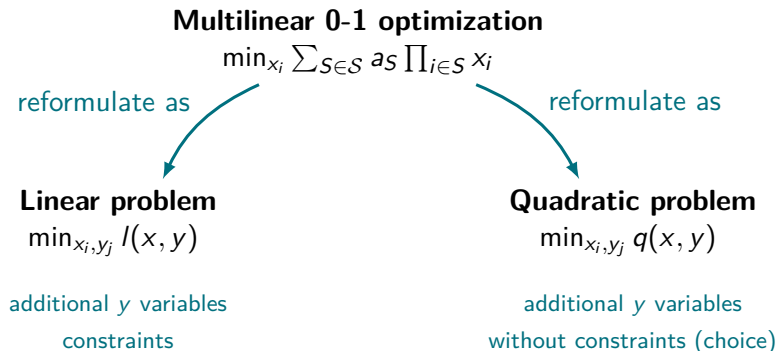 Multilinear 0-1 optimization
min_{x_i} ∑_{S∈𝒮} a_S ∏_{i∈S} x_i
reformulate as
reformulate as
Linear problem
min_{x_i,y_j} l(x, y)
additional y variables
constraints
Quadratic problem
min_{x_i,y_j} q(x, y)
additional y variables
without constraints (choice)